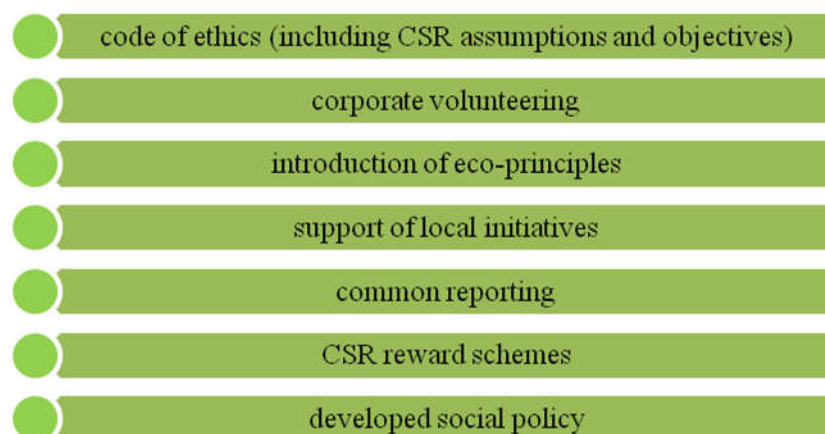 code of ethics (including CSR assumptions and objectives)
corporate volunteering
introduction of eco-principles
support of local initiatives
common reporting
CSR reward schemes
developed social policy